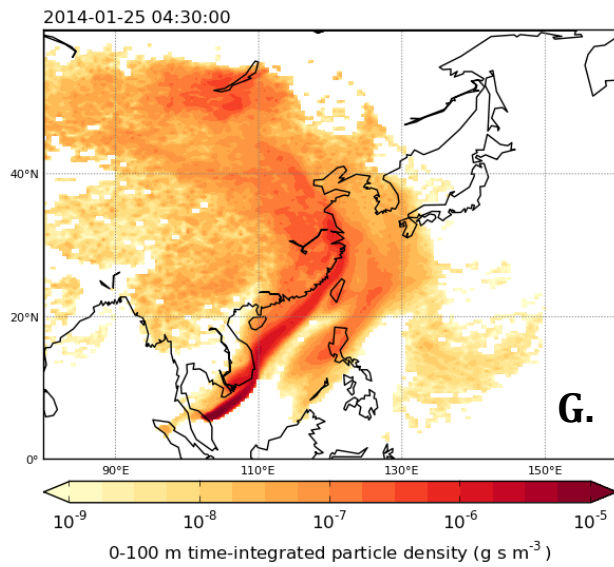 2014-01-25 04:30:00
40°N
20°N
G.
0°
90°E 110°E 130°E 150°E
10⁻⁹ 10⁻⁸ 10⁻⁷ 10⁻⁶ 10⁻⁵
0-100 m time-integrated particle density (g s m⁻³)